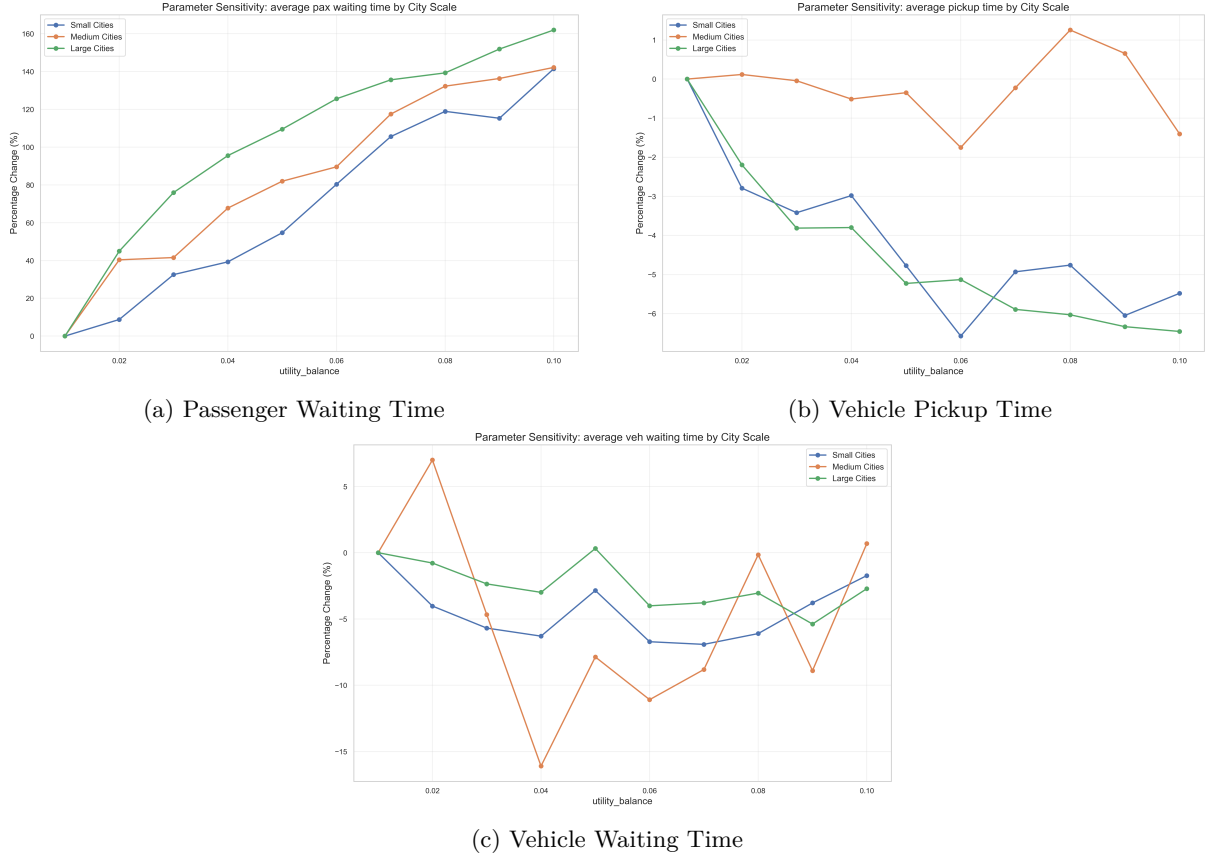 Parameter Sensitivity: average pax waiting time by City Scale
Small Cities
Medium Cities
Large Cities
160
140
120
100
80
60
40
20
0
Percentage Change (%)
0.02 0.04 0.06 0.08 0.10
utility_balance
(a) Passenger Waiting Time
Parameter Sensitivity: average pickup time by City Scale
Small Cities
Medium Cities
Large Cities
1
0
−1
−2
−3
−4
−5
−6
Percentage Change (%)
0.02 0.04 0.06 0.08 0.10
utility_balance
(b) Vehicle Pickup Time
Parameter Sensitivity: average veh waiting time by City Scale
Small Cities
Medium Cities
Large Cities
5
0
−5
−10
−15
Percentage Change (%)
0.02 0.04 0.06 0.08 0.10
utility_balance
(c) Vehicle Waiting Time